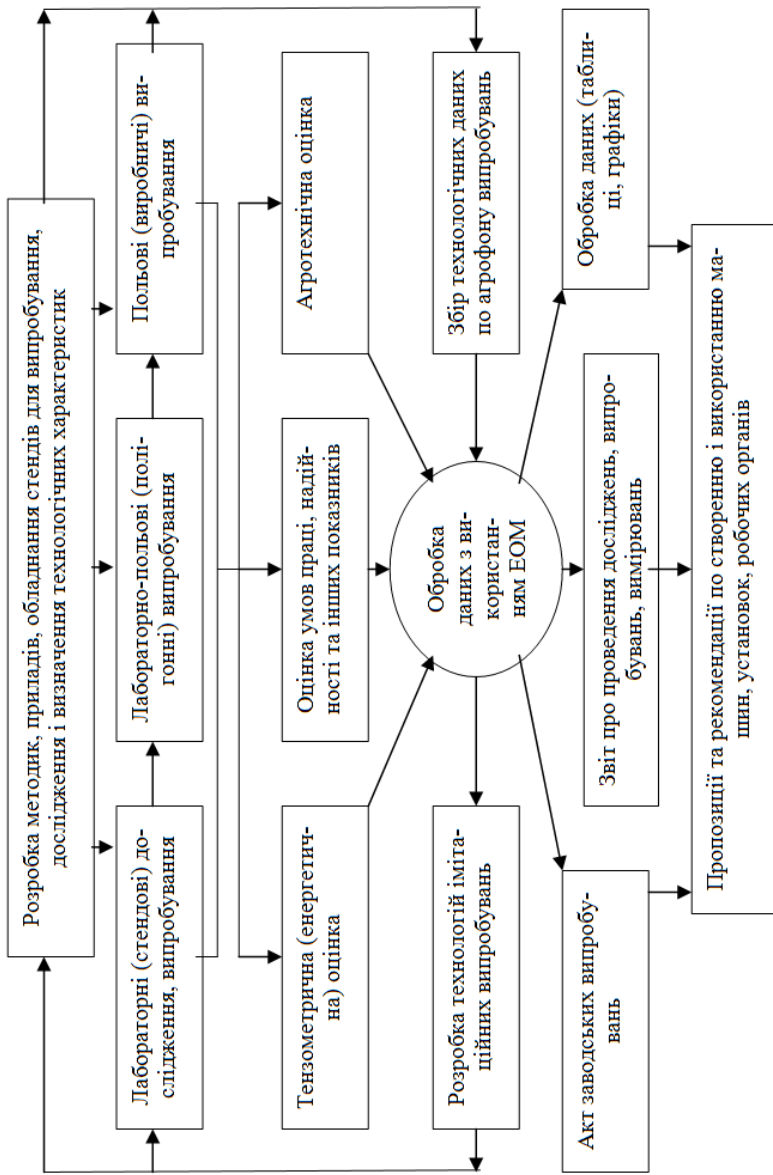 Розробка методик, приладів, обладнання стендів для випробування,
дослідження і визначення технологічних характеристик
Лабораторні (стендові) до-
слідження, випробування
Лабораторно-польові (полі-
гонні) випробування
Польові (виробничі) ви-
пробування
Тензометрична (енергетич-
на) оцінка
Оцінка умов праці, надій-
ності та інших показників
Агротехнічна оцінка
Розробка технологій іміта-
ційних випробувань
Обробка
даних з ви-
користан-
ням ЕОМ
Збір технологічних даних
по агрофону випробувань
Акт заводських випробу-
вань
Звіт про проведення досліджень, випро-
бувань, вимірювань
Обробка даних (табли-
ці, графіки)
Пропозиції та рекомендації по створенню і використанню ма-
шин, установок, робочих органів